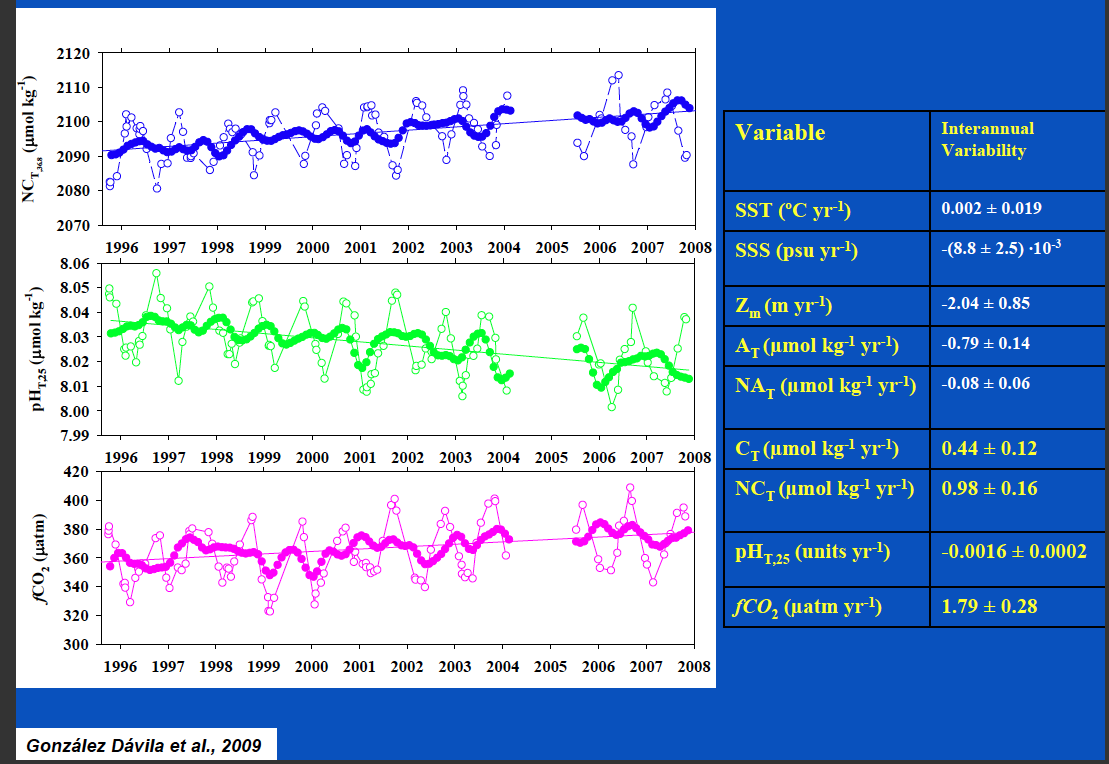 2120
2110
2100
2090
2080
2070
NCT,368 (µmol kg-1)
1996 1997 1998 1999 2000 2001 2002 2003 2004 2005 2006 2007 2008
8.06
8.05
8.04
8.03
8.02
8.01
8.00
7.99
pHT,25 (µmol kg-1)
1996 1997 1998 1999 2000 2001 2002 2003 2004 2005 2006 2007 2008
420
400
380
360
340
320
300
fCO2 (µatm)
1996 1997 1998 1999 2000 2001 2002 2003 2004 2005 2006 2007 2008
Variable
Interannual
Variability
SST (ºC yr-1)
0.002 ± 0.019
SSS (psu yr-1)
-(8.8 ± 2.5) ·10-3
Zm (m yr-1)
-2.04 ± 0.85
AT (µmol kg-1 yr-1)
-0.79 ± 0.14
NAT (µmol kg-1 yr-1)
-0.08 ± 0.06
CT (µmol kg-1 yr-1)
0.44 ± 0.12
NCT (µmol kg-1 yr-1)
0.98 ± 0.16
pHT,25 (units yr-1)
-0.0016 ± 0.0002
fCO2 (µatm yr-1)
1.79 ± 0.28
González Dávila et al., 2009